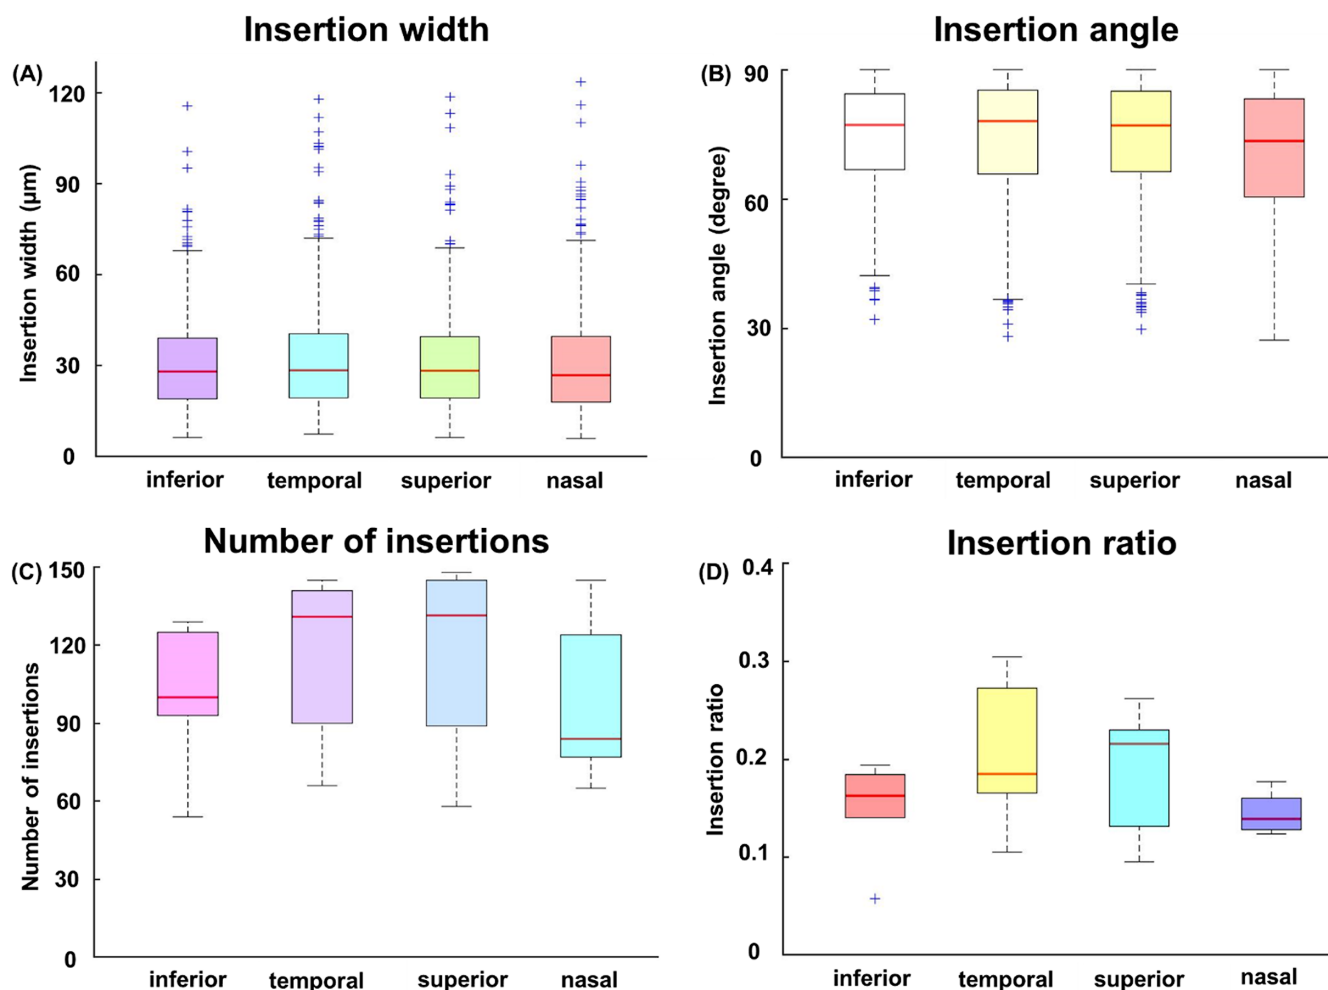 Insertion width
(A)
Insertion width (µm)
120
90
60
30
0
inferior temporal superior nasal
Insertion angle
(B)
Insertion angle (degree)
90
60
30
0
inferior temporal superior nasal
Number of insertions
(C)
Number of insertions
150
120
90
60
30
0
inferior temporal superior nasal
Insertion ratio
(D)
Insertion ratio
0.4
0.3
0.2
0.1
0
inferior temporal superior nasal